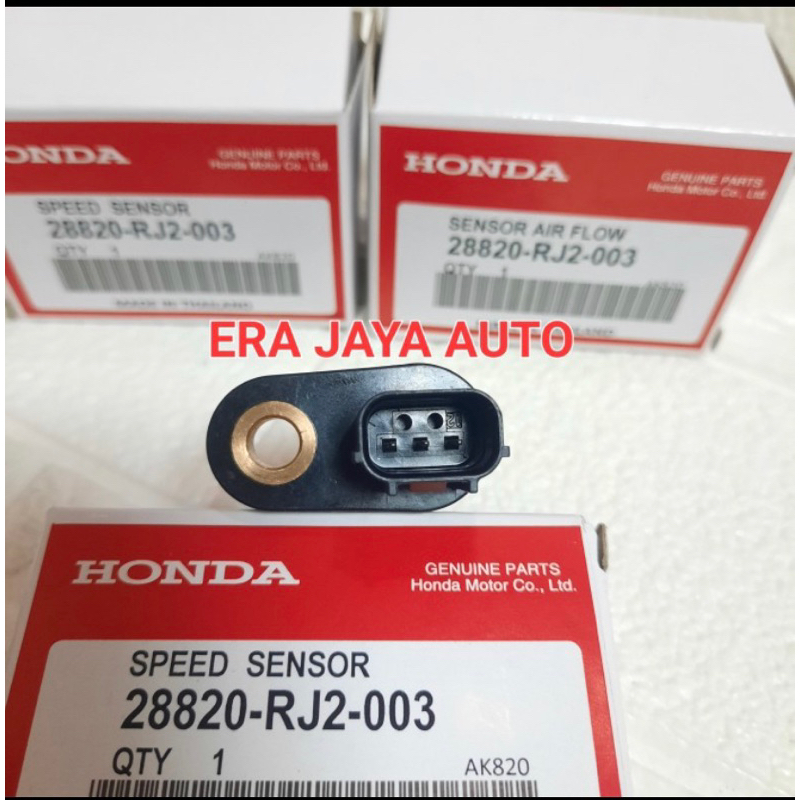 HONDA
GENUINE PARTS
Honda Motor Co., Ltd.
SPEED SENSOR
28820-RJ2-003
QTY 1
AK820
MADE IN THAILAND
HONDA
GENUINE PARTS
Honda Motor Co., Ltd.
SENSOR AIR FLOW
28820-RJ2-003
QTY 1
AK820
ERA JAYA AUTO
HONDA
GENUINE PARTS
Honda Motor Co., Ltd.
SPEED SENSOR
28820-RJ2-003
QTY 1
AK820